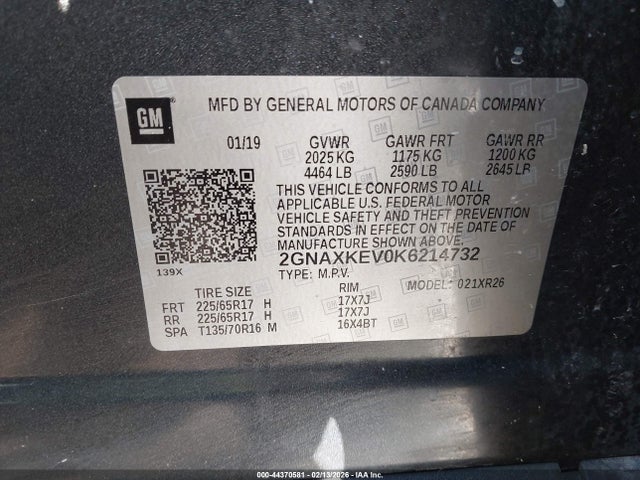 GM
MFD BY GENERAL MOTORS OF CANADA COMPANY
01/19 GVWR GAWR FRT GAWR RR
2025 KG 1175 KG 1200 KG
4464 LB 2590 LB 2645 LB
THIS VEHICLE CONFORMS TO ALL
APPLICABLE U.S. FEDERAL MOTOR
VEHICLE SAFETY AND THEFT PREVENTION
STANDARDS IN EFFECT ON THE DATE OF
MANUFACTURE SHOWN ABOVE.
139X
2GNAXKEV0K6214732
TYPE: M.P.V. MODEL: 021XR26
TIRE SIZE RIM
FRT 225/65R17 H 17X7J
RR 225/65R17 H 17X7J
SPA T135/70R16 M 16X4BT
000-44370581 - 02/13/2026 - IAA Inc.